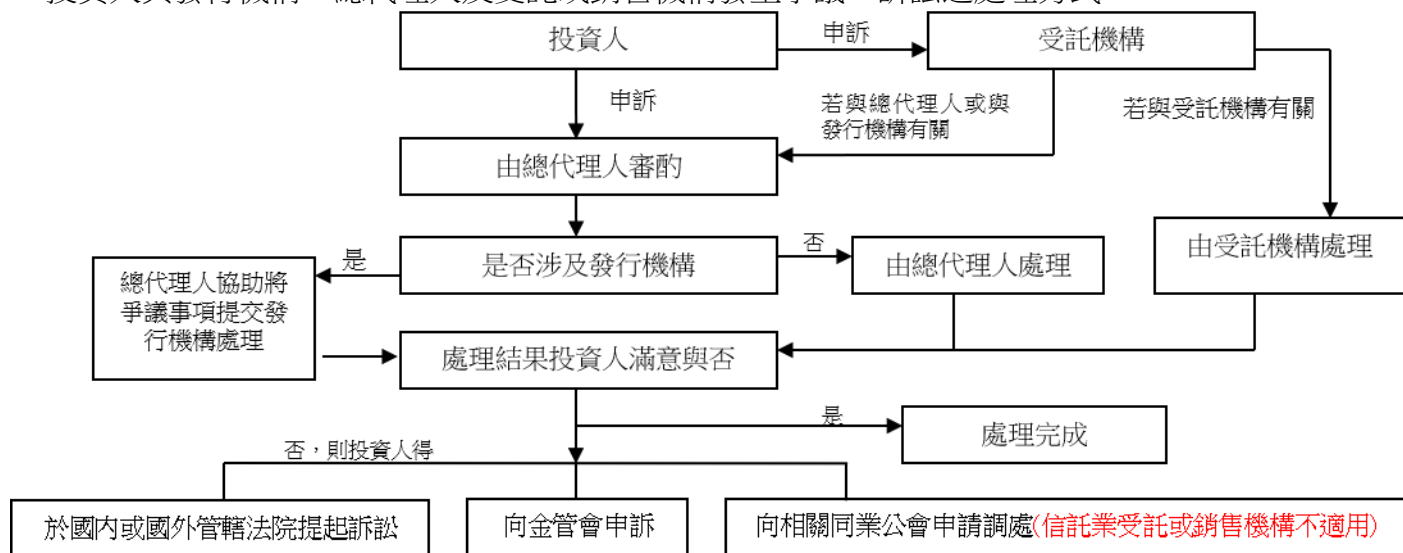 投資人
申訴
受託機構
申訴
若與總代理人或與
發行機構有關
若與受託機構有關
由總代理人審酌
是
是否涉及發行機構
否
由總代理人處理
由受託機構處理
總代理人協助將
爭議事項提交發
行機構處理
處理結果投資人滿意與否
是
處理完成
否，則投資人得
於國內或國外管轄法院提起訴訟
向金管會申訴
向相關同業公會申請調處(信託業受託或銷售機構不適用)